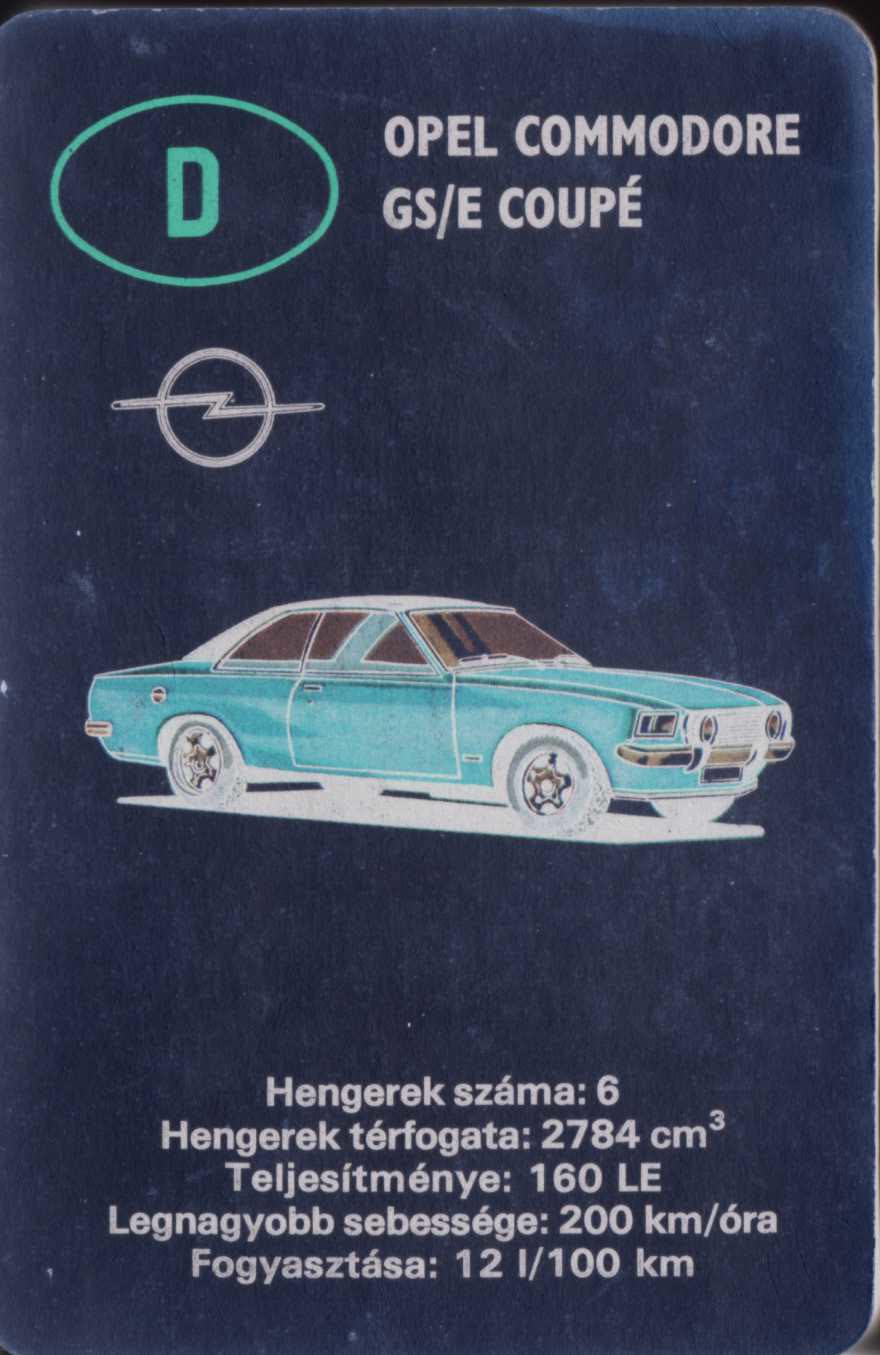 D
OPEL COMMODORE
GS/E COUPÉ
Hengerek száma: 6
Hengerek térfogata: 2784 cm³
Teljesítménye: 160 LE
Legnagyobb sebessége: 200 km/óra
Fogyasztása: 12 l/100 km